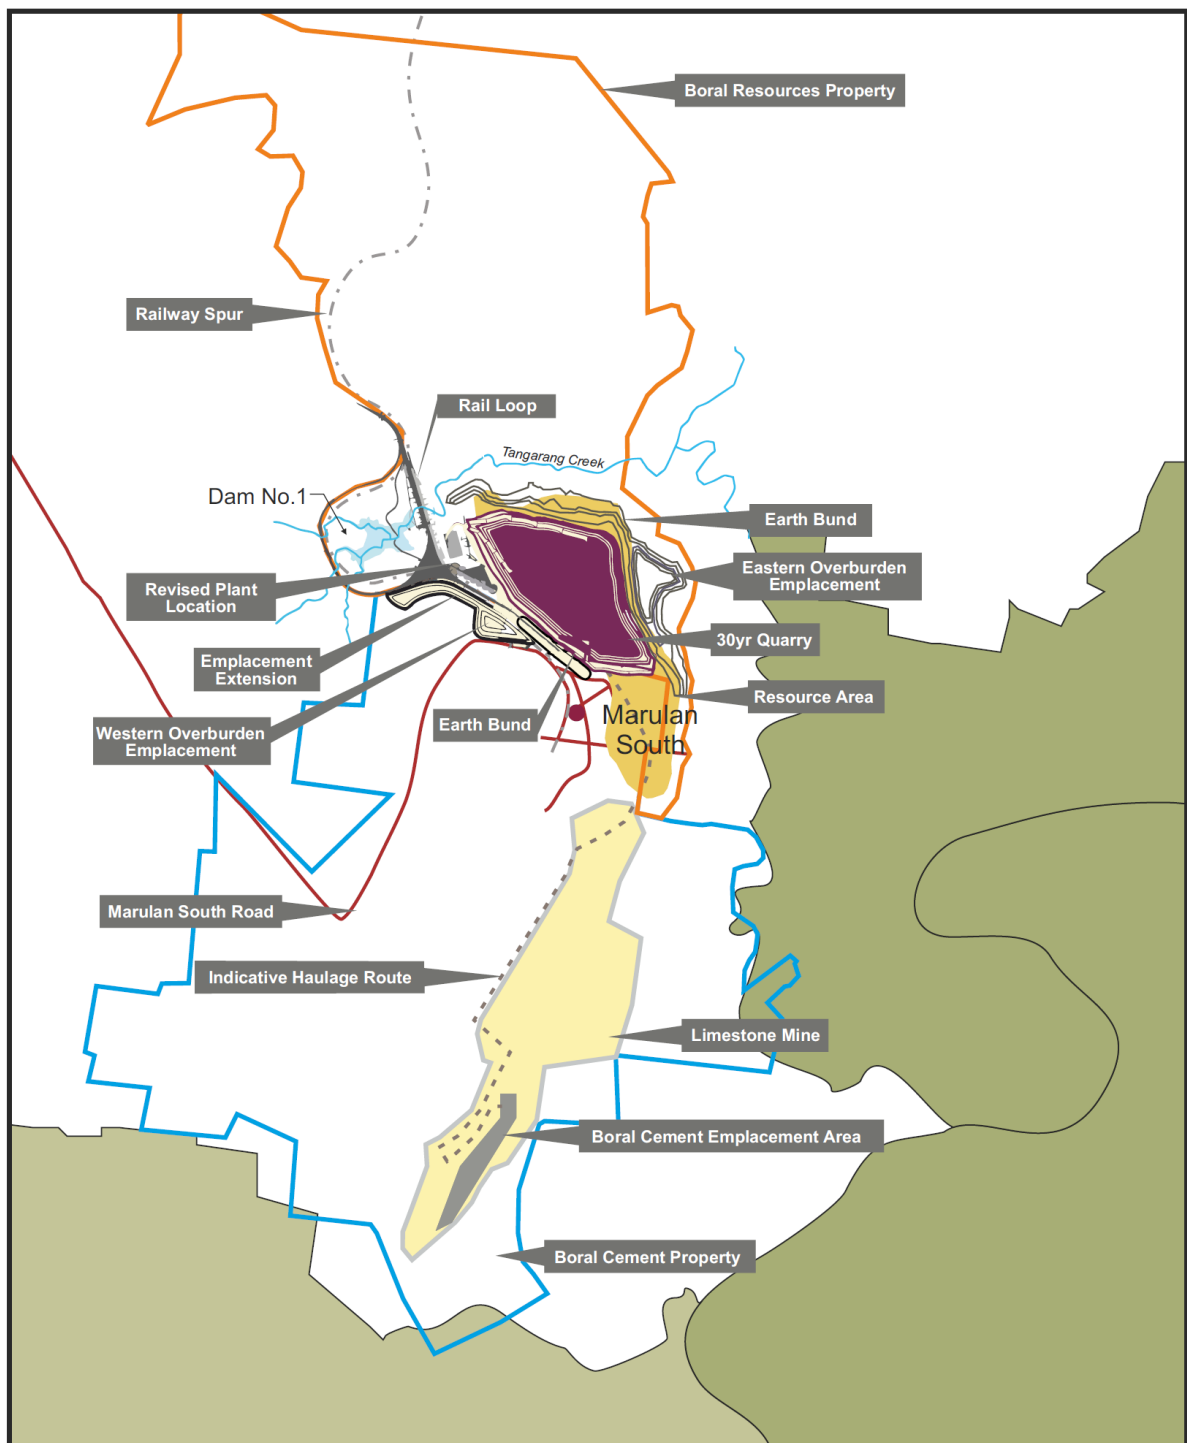 Boral Resources Property
Railway Spur
Rail Loop
Tangarang Creek
Dam No.1
Earth Bund
Eastern Overburden
Emplacement
Revised Plant
Location
30yr Quarry
Emplacement
Extension
Resource Area
Marulan
South
Earth Bund
Western Overburden
Emplacement
Marulan South Road
Indicative Haulage Route
Limestone Mine
Boral Cement Emplacement Area
Boral Cement Property